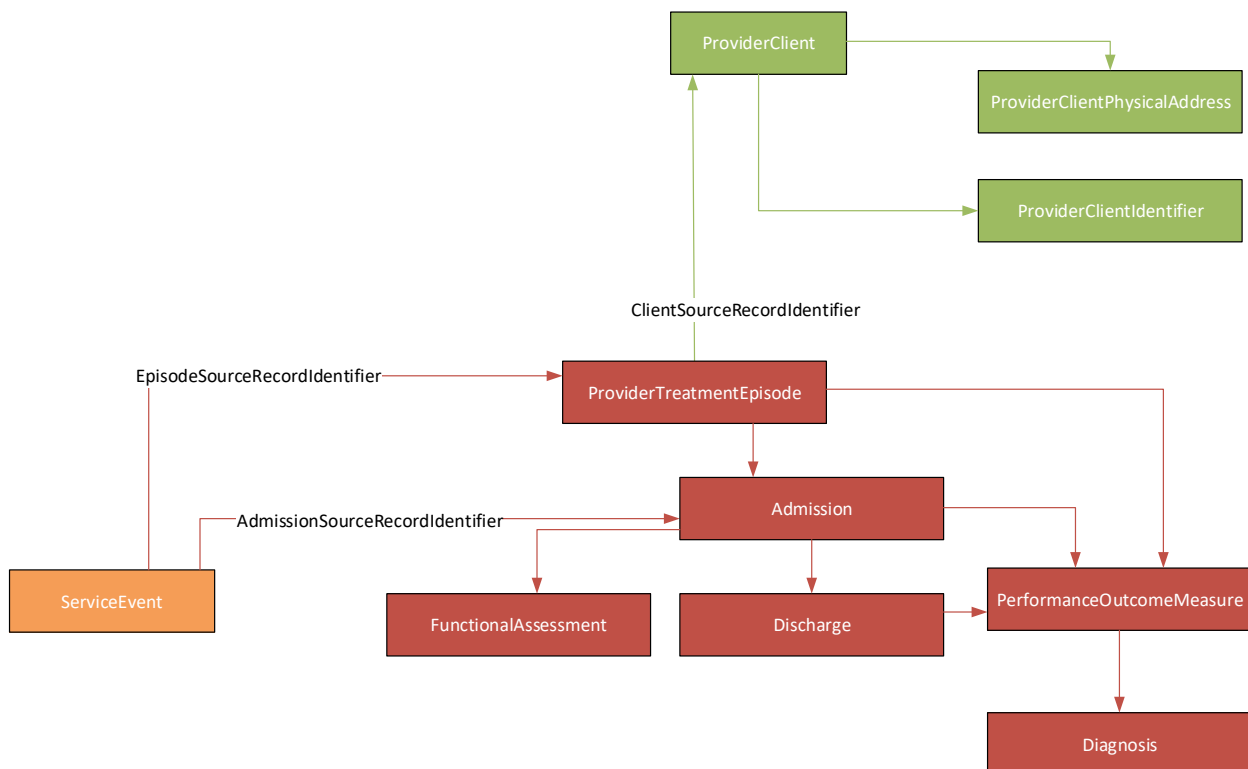 ProviderClient
ProviderClientPhysicalAddress
ProviderClientIdentifier
ClientSourceRecordIdentifier
EpisodeSourceRecordIdentifier
ProviderTreatmentEpisode
Admission
AdmissionSourceRecordIdentifier
ServiceEvent
FunctionalAssessment
Discharge
PerformanceOutcomeMeasure
Diagnosis